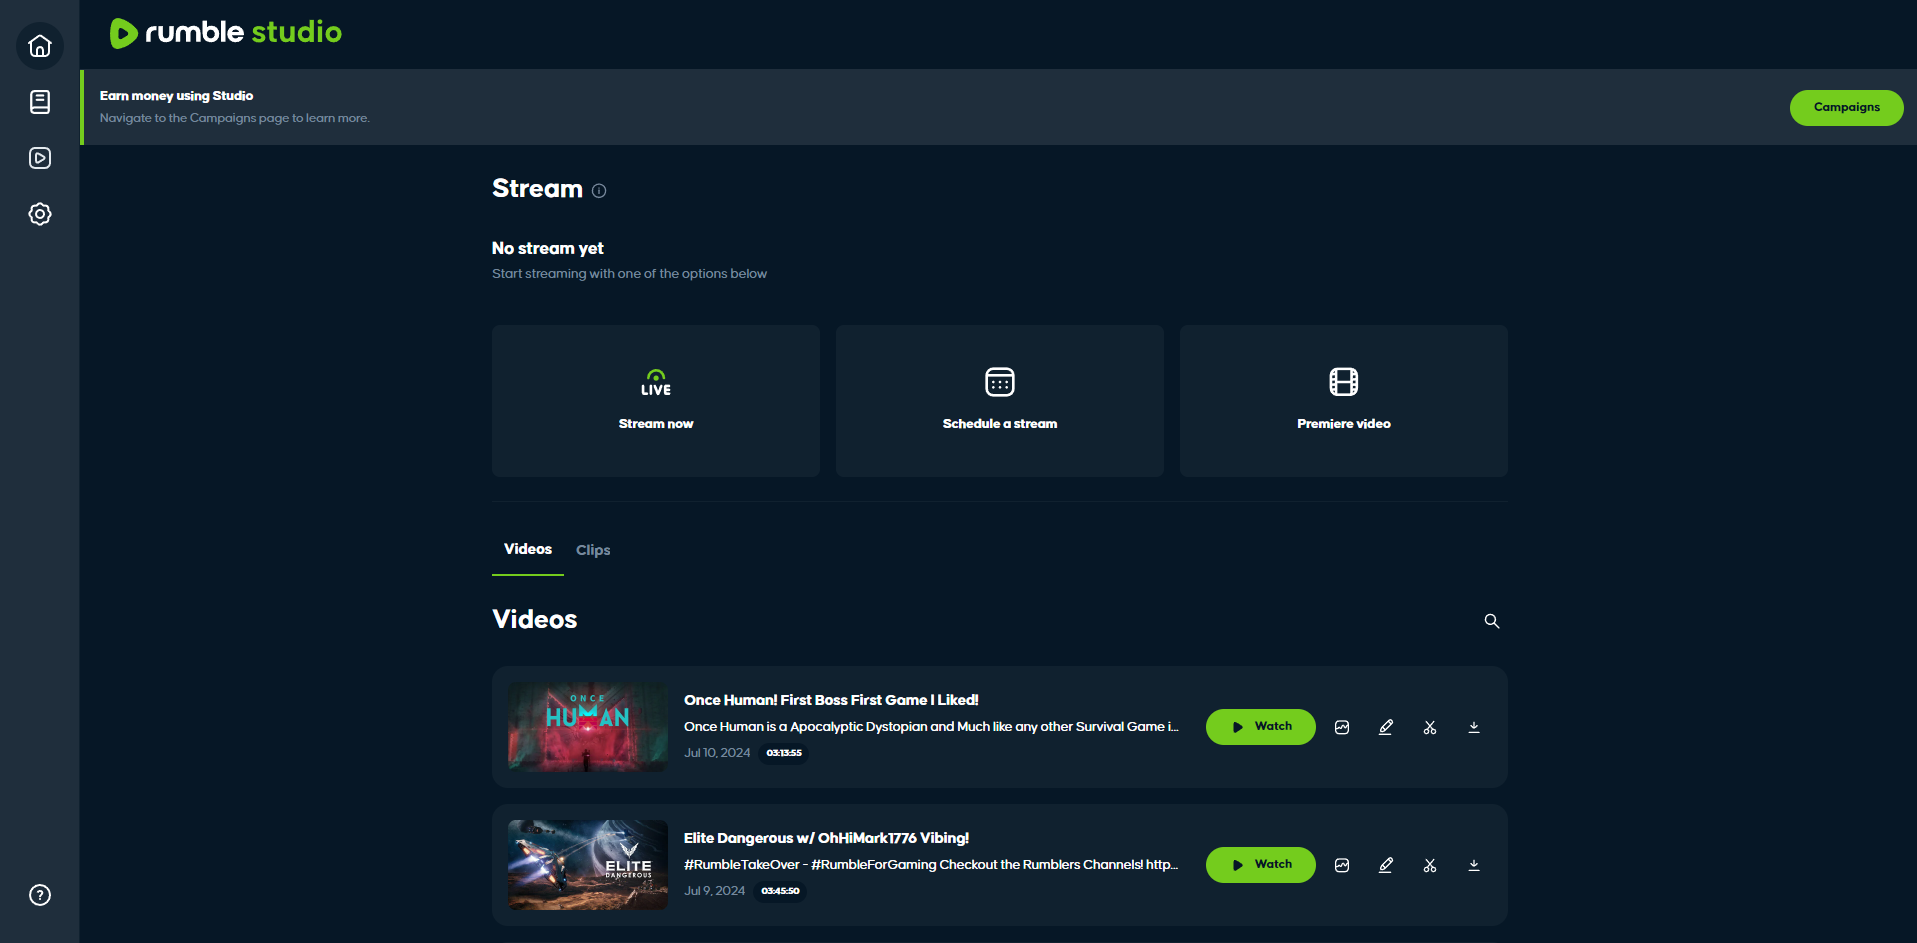 rumble studio
Earn money using Studio
Navigate to the Campaigns page to learn more.
Campaigns
Stream
No stream yet
Start streaming with one of the options below
LIVE
Stream now
Schedule a stream
Premiere video
Videos
Clips
Videos
ONCE
HUMAN
Once Human! First Boss First Game I Liked!
Once Human is a Apocalyptic Dystopian and Much like any other Survival Game i...
Jul 10, 2024
03:13:55
Watch
ELITE
DANGEROUS
Elite Dangerous w/ OhHiMark1776 Vibing!
#RumbleTakeOver - #RumbleForGaming Checkout the Rumblers Channels! http...
Jul 9, 2024
03:45:50
Watch